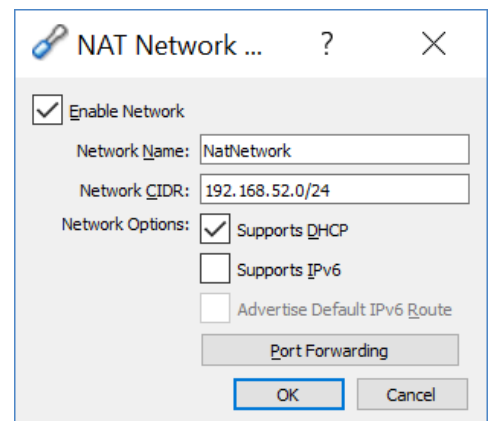 NAT Network ...
?
Enable Network
Network Name: NatNetwork
Network CIDR: 192.168.52.0/24
Network Options: Supports DHCP
Supports IPv6
Advertise Default IPv6 Route
Port Forwarding
OK Cancel